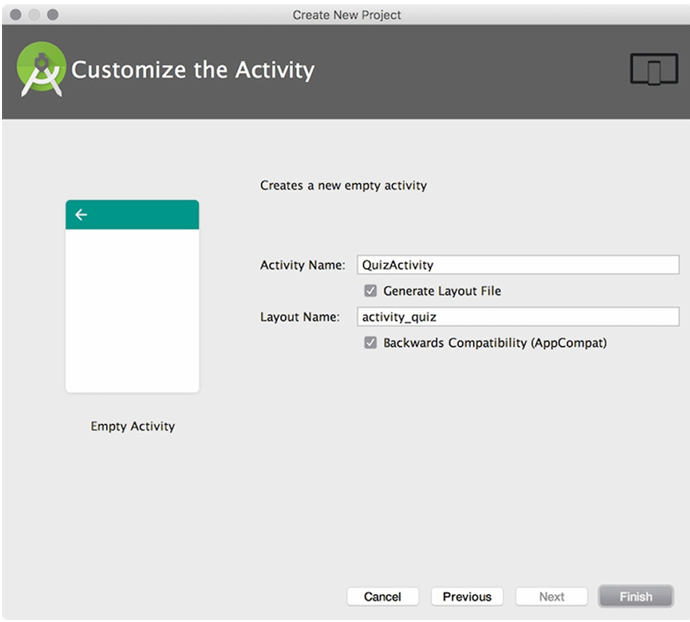 Create New Project
Customize the Activity
Creates a new empty activity
Activity Name: QuizActivity
Generate Layout File
Layout Name: activity_quiz
Backwards Compatibility (AppCompat)
Empty Activity
Cancel Previous Next Finish